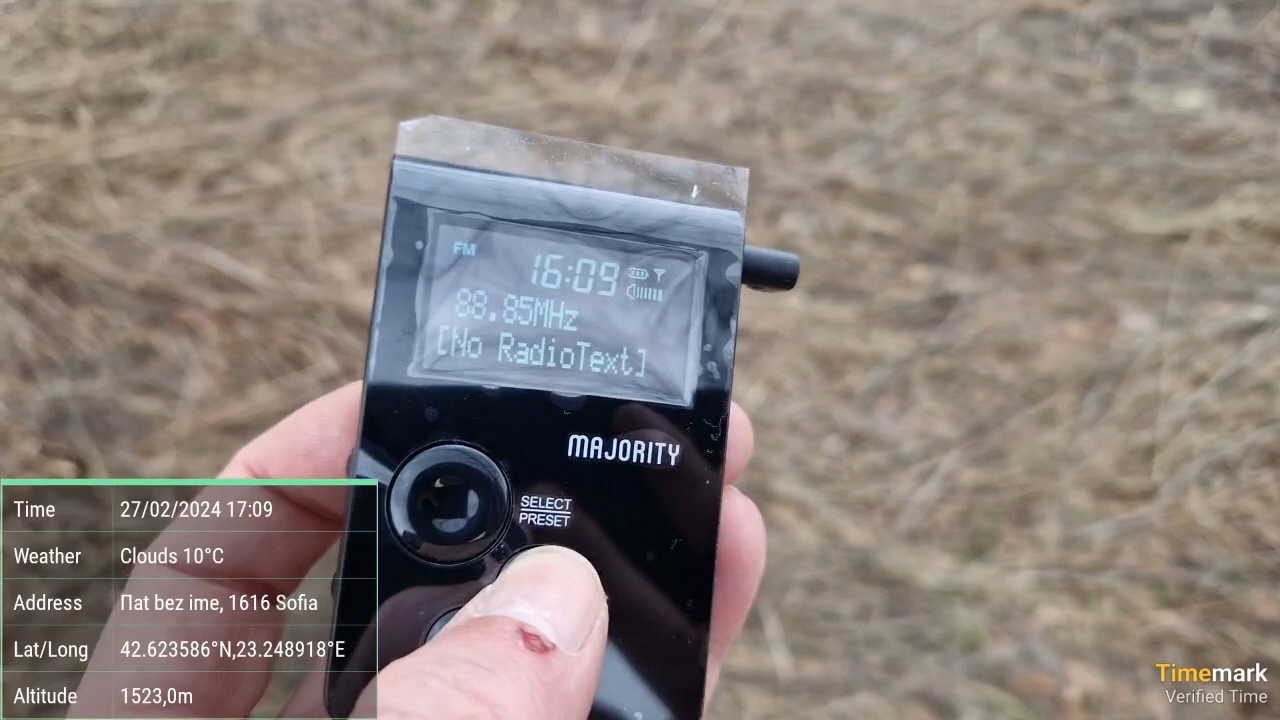 FM
16:09
88.85MHz
[No RadioText]
MAJORITY
SELECT
PRESET
Time 27/02/2024 17:09
Weather Clouds 10°C
Address Пat bez ime, 1616 Sofia
Lat/Long 42.623586°N,23.248918°E
Altitude 1523,0m
Timemark
Verified Time